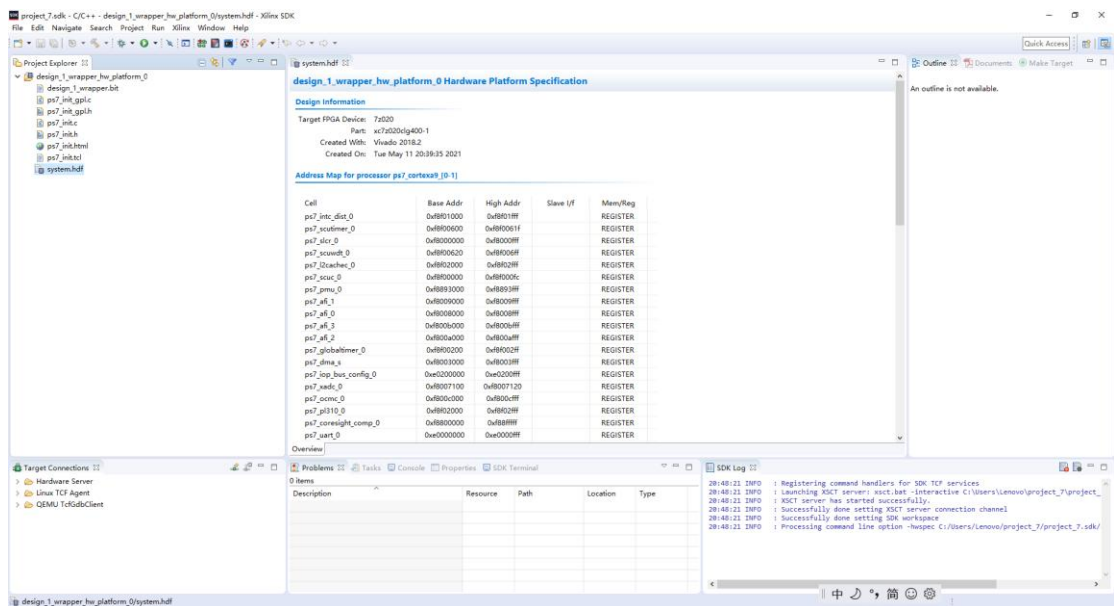 project_7.sdk - C/C++ - design_1_wrapper_hw_platform_0/system.hdf - Xilinx SDK
File Edit Navigate Search Project Run Xilinx Window Help
Quick Access
Project Explorer
design_1_wrapper_hw_platform_0
design_1_wrapper.bit
ps7_init_gpl.c
ps7_init_gpl.h
ps7_init.c
ps7_init.h
ps7_init.html
ps7_init.tcl
system.hdf
system.hdf
design_1_wrapper_hw_platform_0 Hardware Platform Specification
Design Information
Target FPGA Device: 7z020
Part: xc7z020clg400-1
Created With: Vivado 2018.2
Created On: Tue May 11 20:39:35 2021
Address Map for processor ps7_cortexa9_[0-1]
Cell Base Addr High Addr Slave I/f Mem/Reg
ps7_intc_dist_0 0xf8f01000 0xf8f01fff REGISTER
ps7_scutimer_0 0xf8f00600 0xf8f0061f REGISTER
ps7_slcr_0 0xf8000000 0xf8000fff REGISTER
ps7_scuwdt_0 0xf8f00620 0xf8f006ff REGISTER
ps7_l2cachec_0 0xf8f02000 0xf8f02fff REGISTER
ps7_scuc_0 0xf8f00000 0xf8f000fc REGISTER
ps7_pmu_0 0xf8893000 0xf8893fff REGISTER
ps7_afi_1 0xf8009000 0xf8009fff REGISTER
ps7_afi_0 0xf8008000 0xf8008fff REGISTER
ps7_afi_3 0xf800b000 0xf800bfff REGISTER
ps7_afi_2 0xf800a000 0xf800afff REGISTER
ps7_globaltimer_0 0xf8f00200 0xf8f002ff REGISTER
ps7_dma_s 0xf8003000 0xf8003fff REGISTER
ps7_iop_bus_config_0 0xe0200000 0xe0200fff REGISTER
ps7_xadc_0 0xf8007100 0xf8007120 REGISTER
ps7_ocmc_0 0xf800c000 0xf800cfff REGISTER
ps7_pl310_0 0xf8f02000 0xf8f02fff REGISTER
ps7_coresight_comp_0 0xf8800000 0xf88fffff REGISTER
ps7_uart_0 0xe0000000 0xe0000fff REGISTER
Overview
Outline Documents Make Target
An outline is not available.
Target Connections
Hardware Server
Linux TCF Agent
QEMU TcfGdbClient
Problems Tasks Console Properties SDK Terminal
0 items
Description Resource Path Location Type
SDK Log
20:48:21 INFO : Registering command handlers for SDK TCF services
20:48:21 INFO : Launching XSCT server: xsct.bat -interactive C:\Users\Lenovo\project_7\project_
20:48:21 INFO : XSCT server has started successfully.
20:48:21 INFO : Successfully done setting XSCT server connection channel
20:48:21 INFO : Successfully done setting SDK workspace
20:48:21 INFO : Processing command line option -hwspec C:/Users/Lenovo/project_7/project_7.sdk/
中 简
design_1_wrapper_hw_platform_0/system.hdf